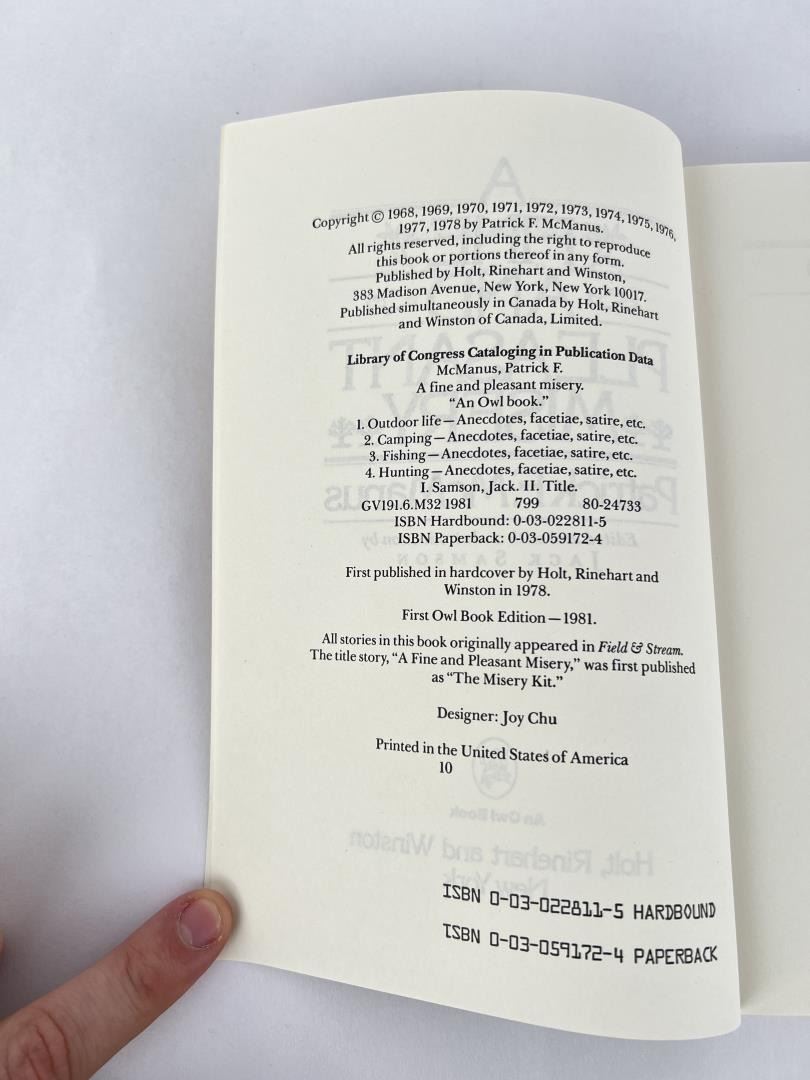 Copyright © 1968, 1969, 1970, 1971, 1972, 1973, 1974, 1975, 1976,
1977, 1978 by Patrick F. McManus.
All rights reserved, including the right to reproduce
this book or portions thereof in any form.
Published by Holt, Rinehart and Winston,
383 Madison Avenue, New York, New York 10017.
Published simultaneously in Canada by Holt, Rinehart
and Winston of Canada, Limited.
Library of Congress Cataloging in Publication Data
McManus, Patrick F.
A fine and pleasant misery.
“An Owl book.”
1. Outdoor life—Anecdotes, facetiae, satire, etc.
2. Camping—Anecdotes, facetiae, satire, etc.
3. Fishing—Anecdotes, facetiae, satire, etc.
4. Hunting—Anecdotes, facetiae, satire, etc.
I. Samson, Jack. II. Title.
GV191.6.M32 1981 799 80-24733
ISBN Hardbound: 0-03-022811-5
ISBN Paperback: 0-03-059172-4
First published in hardcover by Holt, Rinehart and
Winston in 1978.
First Owl Book Edition—1981.
All stories in this book originally appeared in Field & Stream.
The title story, “A Fine and Pleasant Misery,” was first published
as “The Misery Kit.”
Designer: Joy Chu
Printed in the United States of America
10
ISBN 0-03-022811-5 HARDBOUND
ISBN 0-03-059172-4 PAPERBACK